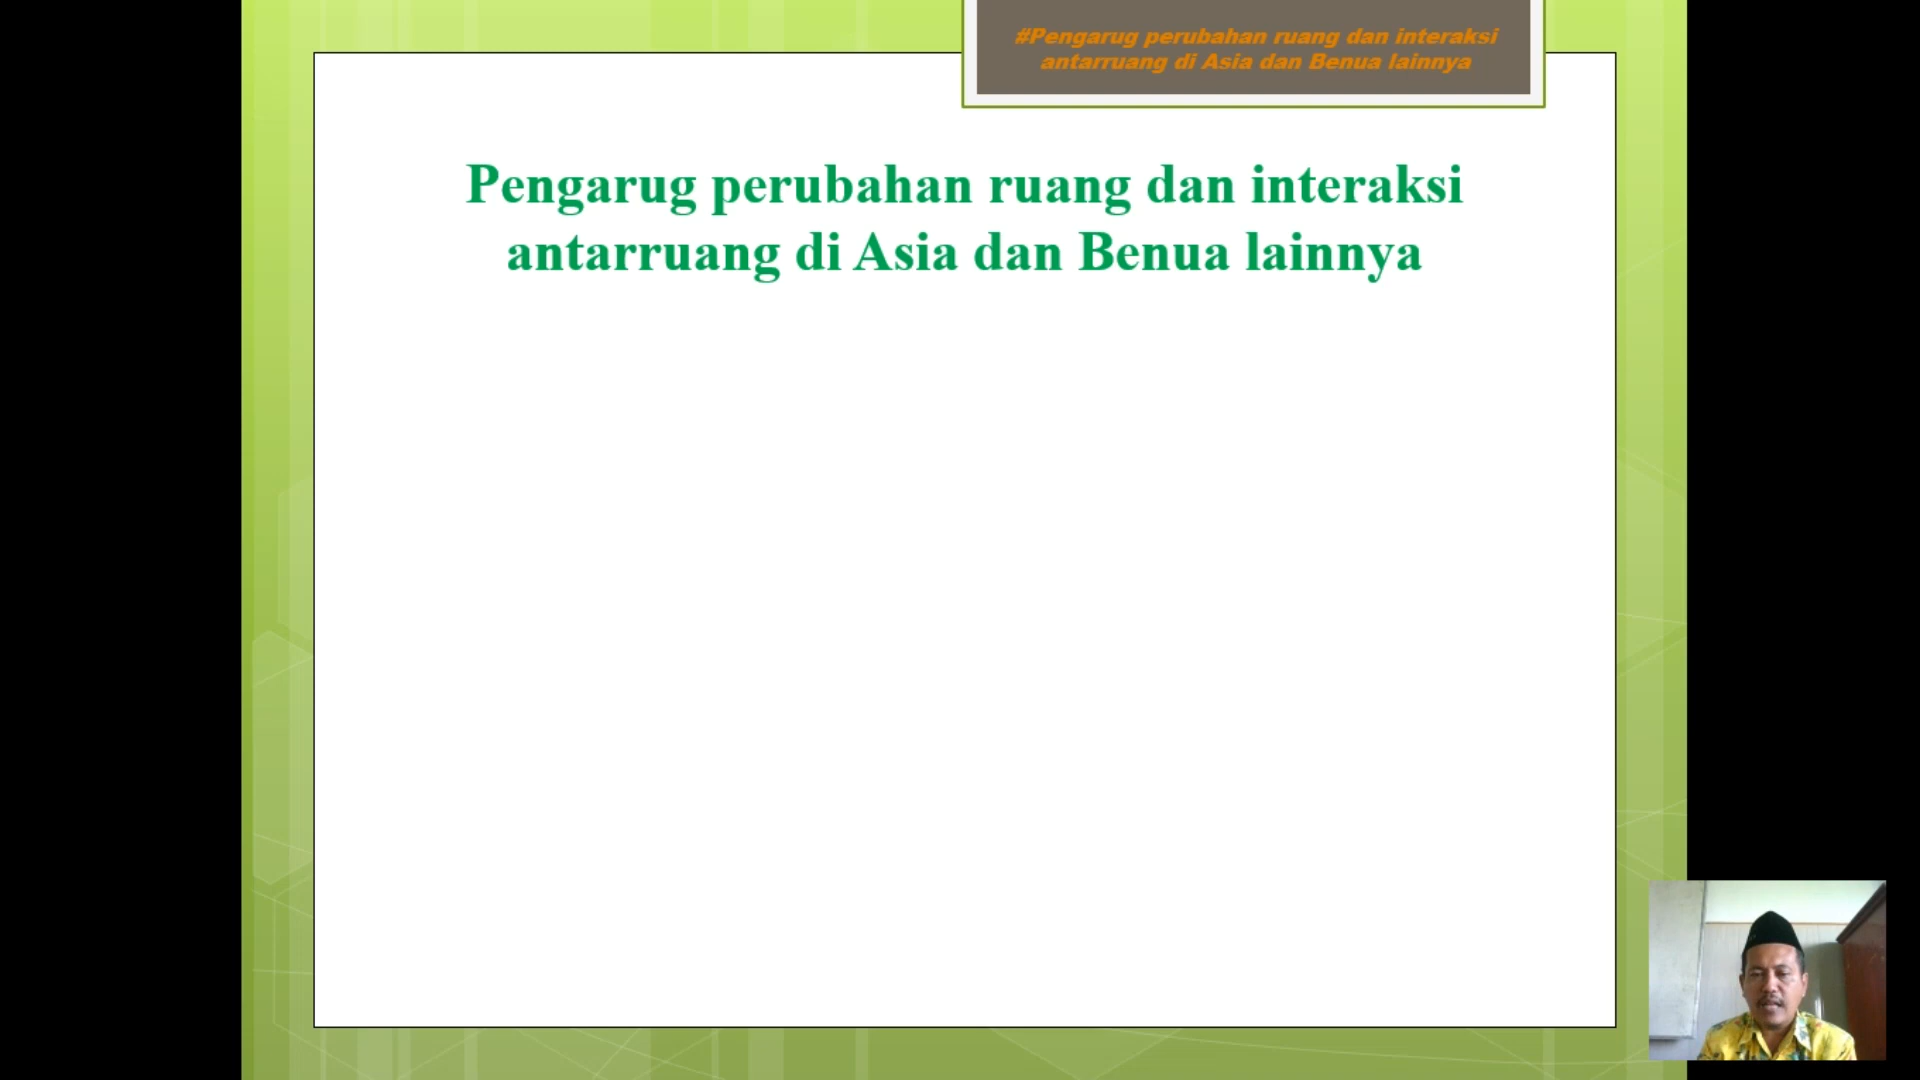 #Pengarug perubahan ruang dan interaksi
antarruang di Asia dan Benua lainnya
Pengarug perubahan ruang dan interaksi
antarruang di Asia dan Benua lainnya